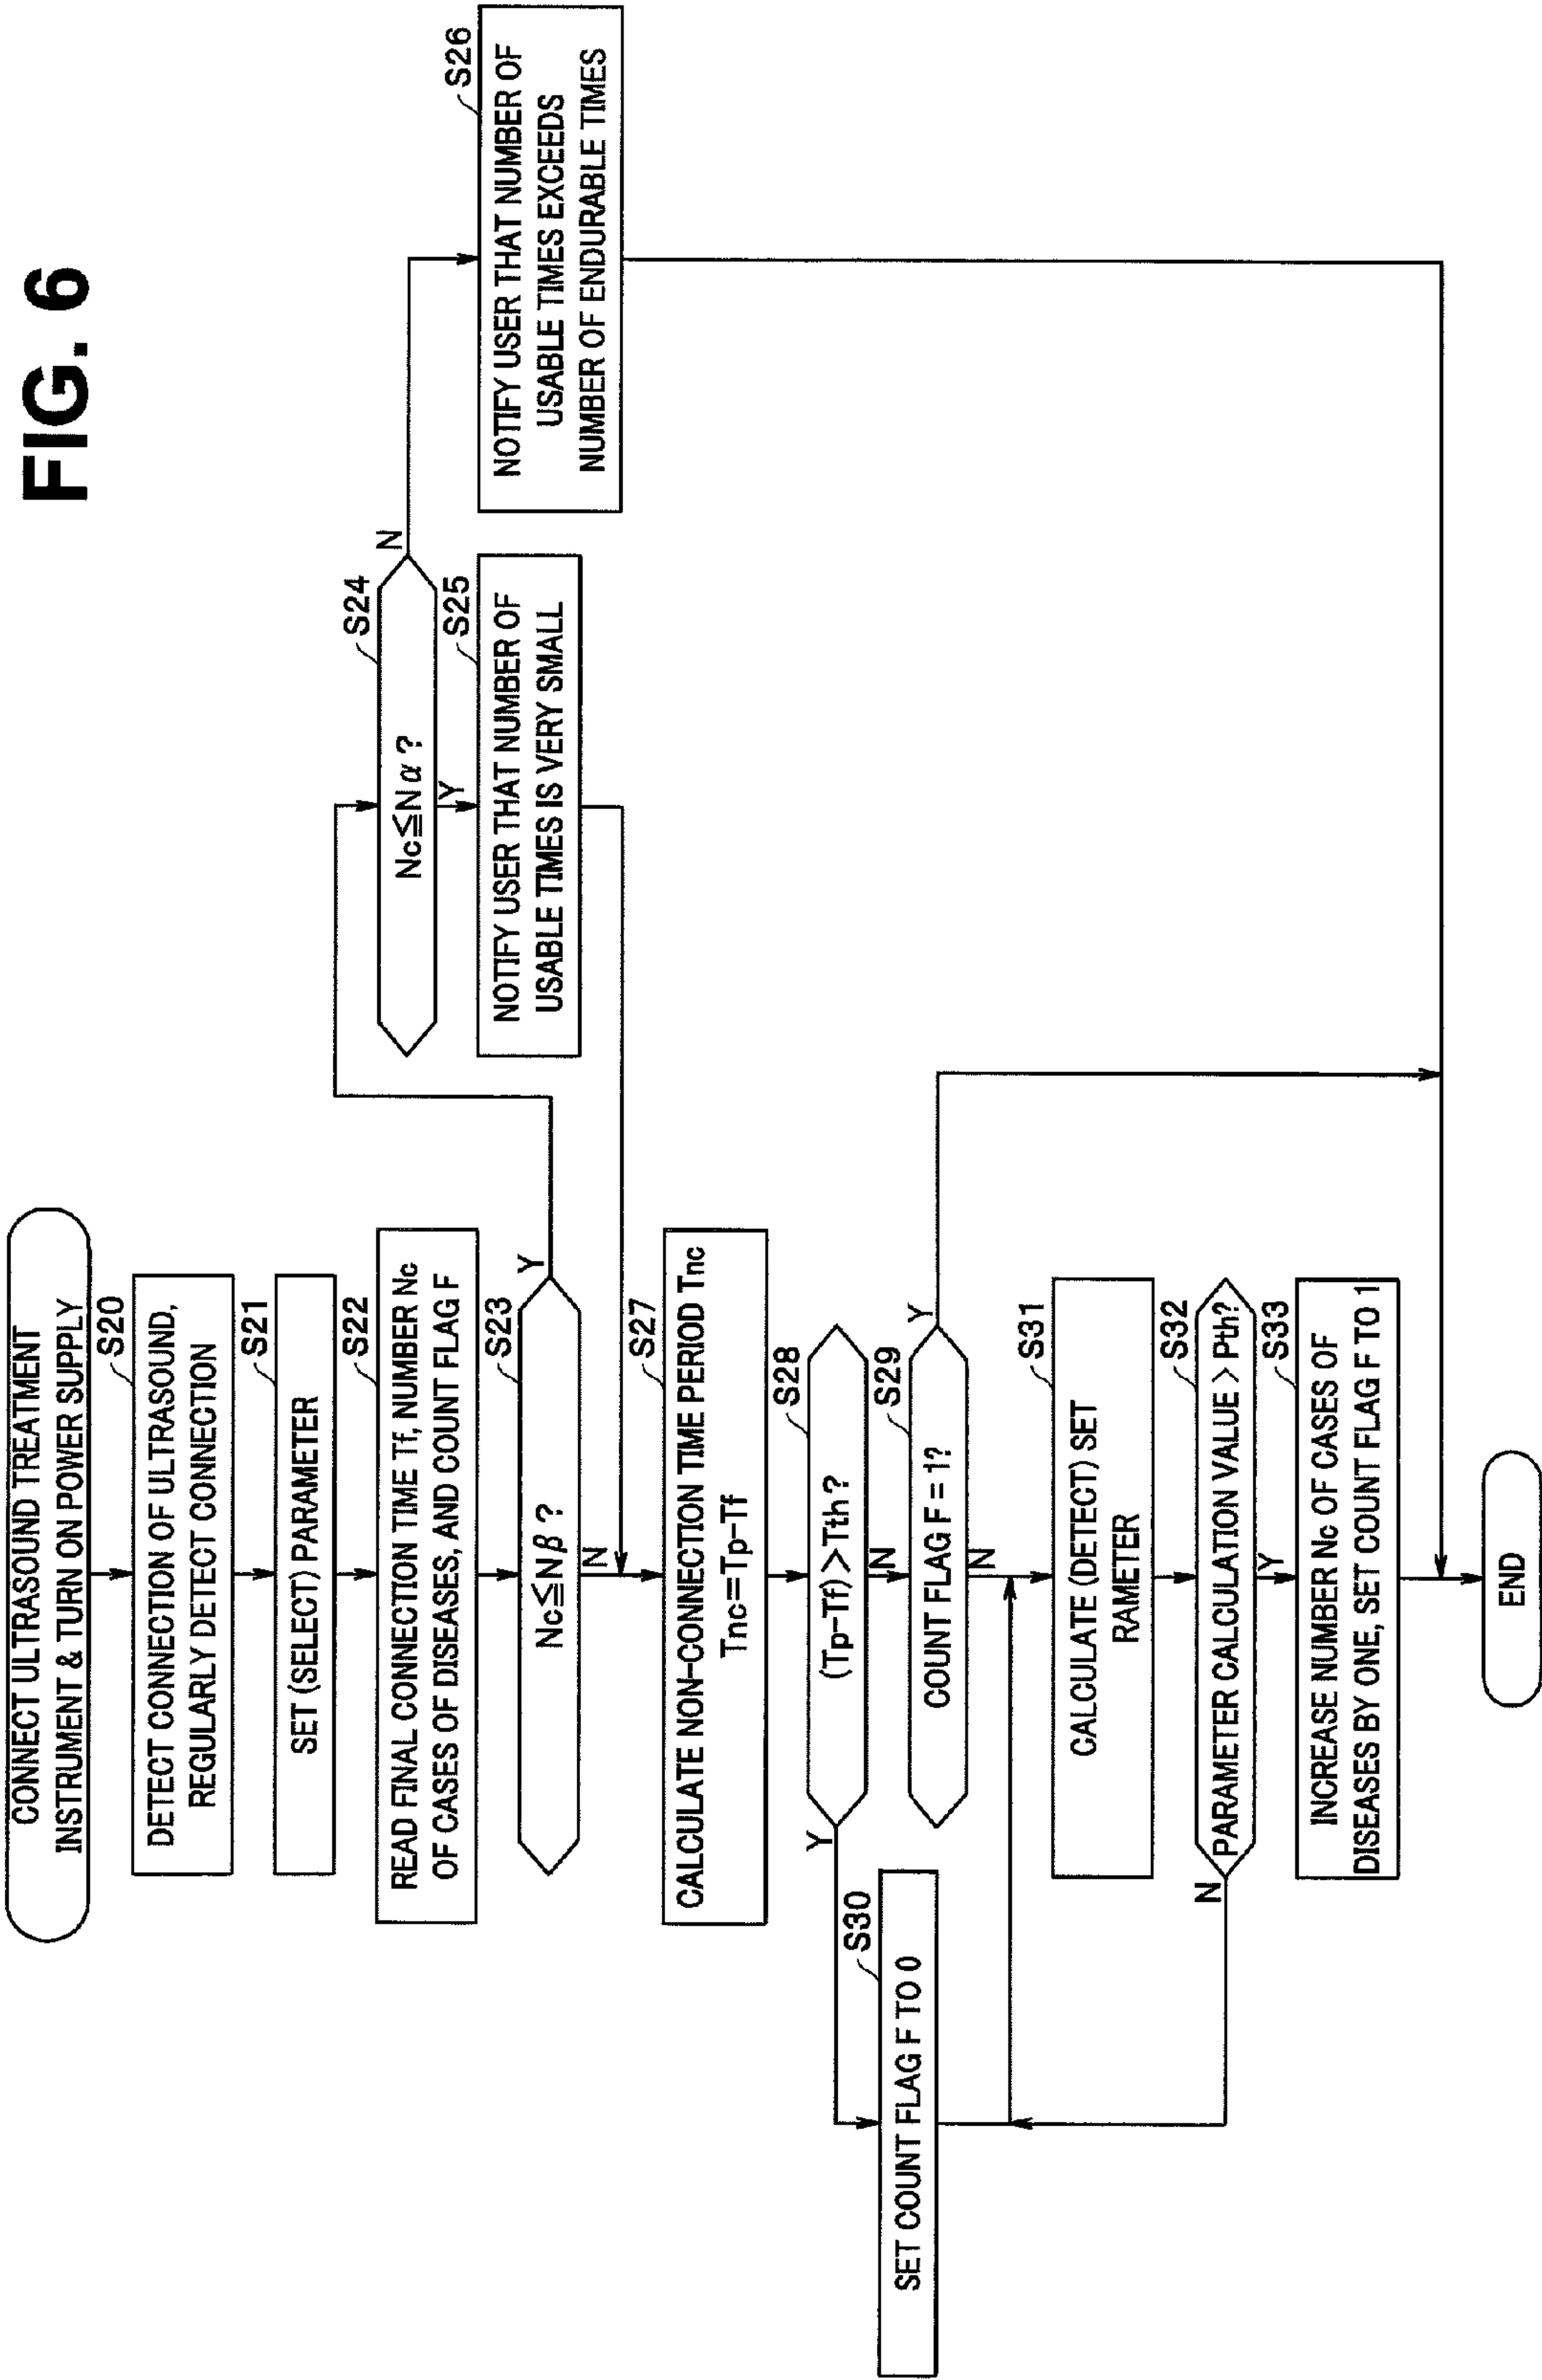 FIG. 6
CONNECT ULTRASOUND TREATMENT
INSTRUMENT & TURN ON POWER SUPPLY
S20
DETECT CONNECTION OF ULTRASOUND,
REGULARLY DETECT CONNECTION
S21
SET (SELECT) PARAMETER
S22
READ FINAL CONNECTION TIME Tf, NUMBER Nc
OF CASES OF DISEASES, AND COUNT FLAG F
S23
Nc≦Nβ?
Y
N
S24
Nc≦Nα?
N
Y
S25
NOTIFY USER THAT NUMBER OF
USABLE TIMES IS VERY SMALL
S26
NOTIFY USER THAT NUMBER OF
USABLE TIMES EXCEEDS
NUMBER OF ENDURABLE TIMES
S27
CALCULATE NON-CONNECTION TIME PERIOD Tnc
Tnc=Tp-Tf
S28
(Tp-Tf)>Tth?
Y
N
S29
COUNT FLAG F=1?
Y
N
S30
SET COUNT FLAG F TO 0
S31
CALCULATE (DETECT) SET
RAMETER
S32
PARAMETER CALCULATION VALUE>Pth?
N
Y
S33
INCREASE NUMBER Nc OF CASES OF
DISEASES BY ONE, SET COUNT FLAG F TO 1
END